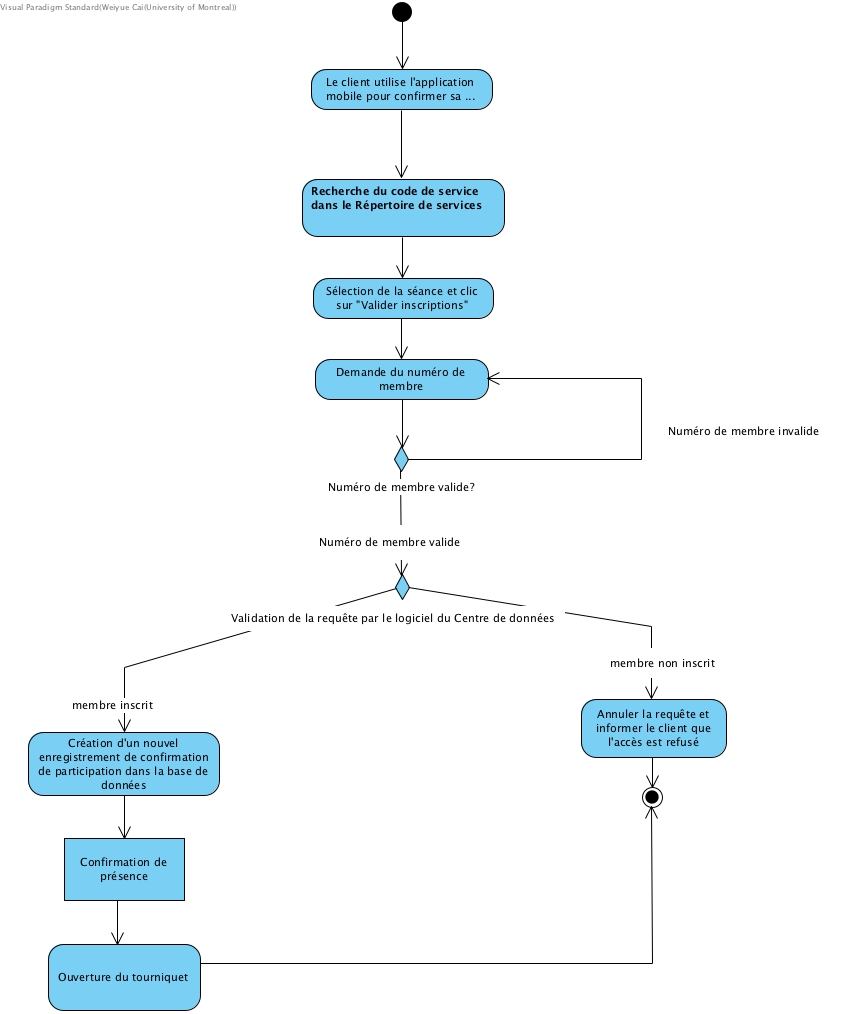 Visual Paradigm Standard(Weiyue Cai(University of Montreal))
Le client utilise l'application
mobile pour confirmer sa ...
Recherche du code de service
dans le Répertoire de services
Sélection de la séance et clic
sur "Valider inscriptions"
Demande du numéro de
membre
Numéro de membre invalide
Numéro de membre valide?
Numéro de membre valide
Validation de la requête par le logiciel du Centre de données
membre non inscrit
membre inscrit
Annuler la requête et
informer le client que
l'accès est refusé
Création d'un nouvel
enregistrement de confirmation
de participation dans la base de
données
Confirmation de
présence
Ouverture du tourniquet